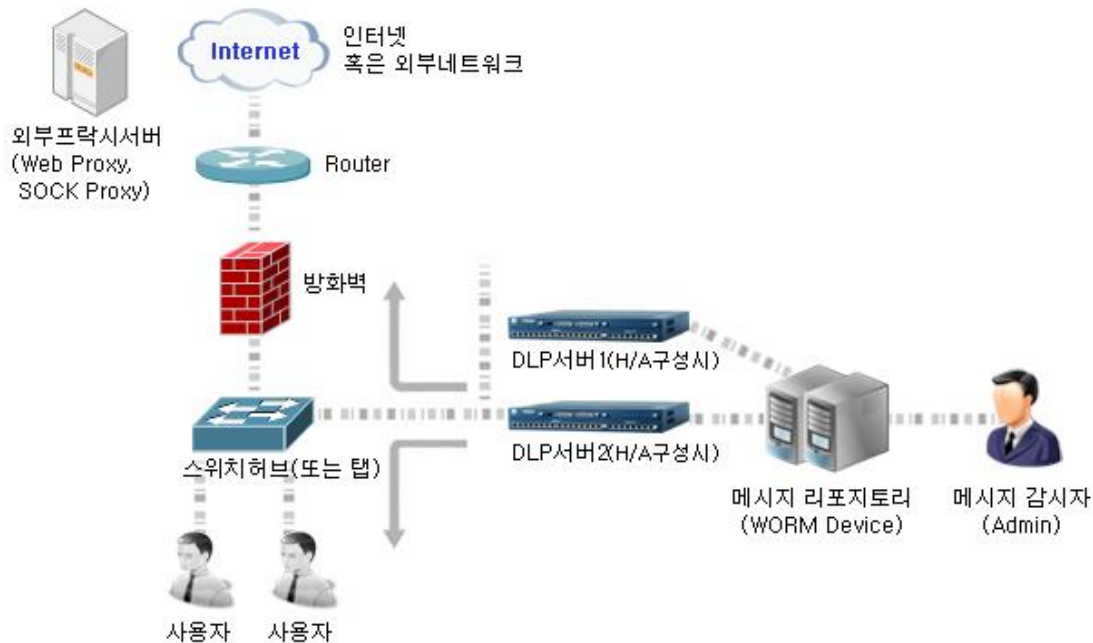 Internet
인터넷
혹은 외부네트워크
외부프락시서버
(Web Proxy,
SOCK Proxy)
Router
방화벽
DLP서버1(H/A구성시)
스위치허브(또는 탭)
DLP서버2(H/A구성시)
메시지 리포지토리
(WORM Device)
메시지 감시자
(Admin)
사용자
사용자